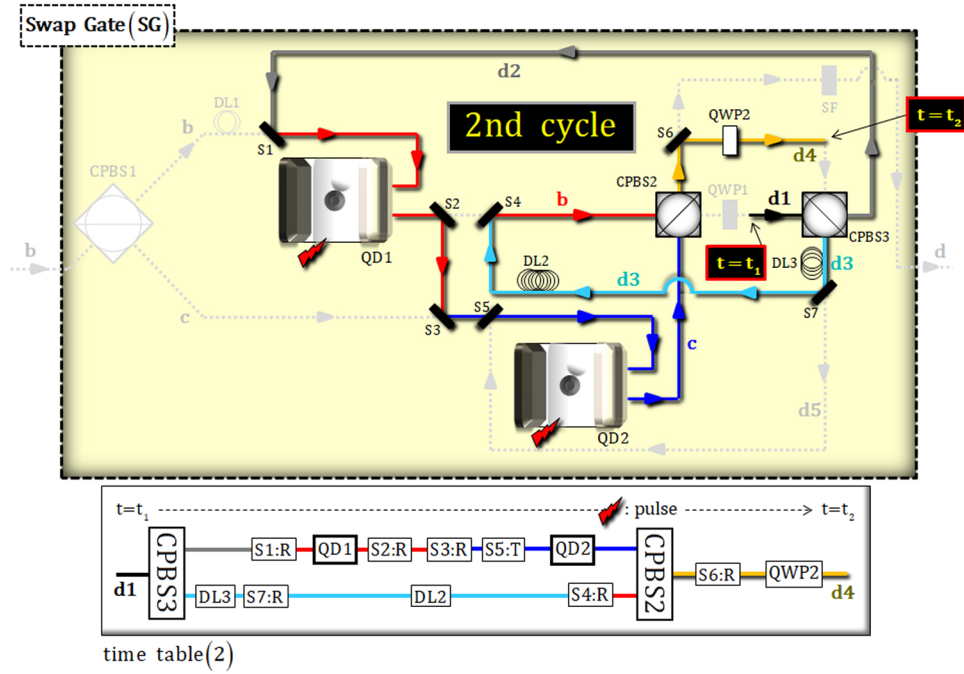 Swap Gate(SG)
d2
DL1
b
S1
2nd cycle
S6
QWP2
SF
t=t2
d4
CPBS1
CPBS2
QWP1
d1
S2
S4
b
CPBS3
b
QD1
t=t1
DL3
d3
d
DL2
d3
c
S3
S5
S7
c
d5
QD2
t=t1
: pulse
t=t2
CPBS3
S1:R
QD1
S2:R
S3:R
S5:T
QD2
CPBS2
S6:R
QWP2
d1
DL3
S7:R
DL2
S4:R
d4
time table(2)